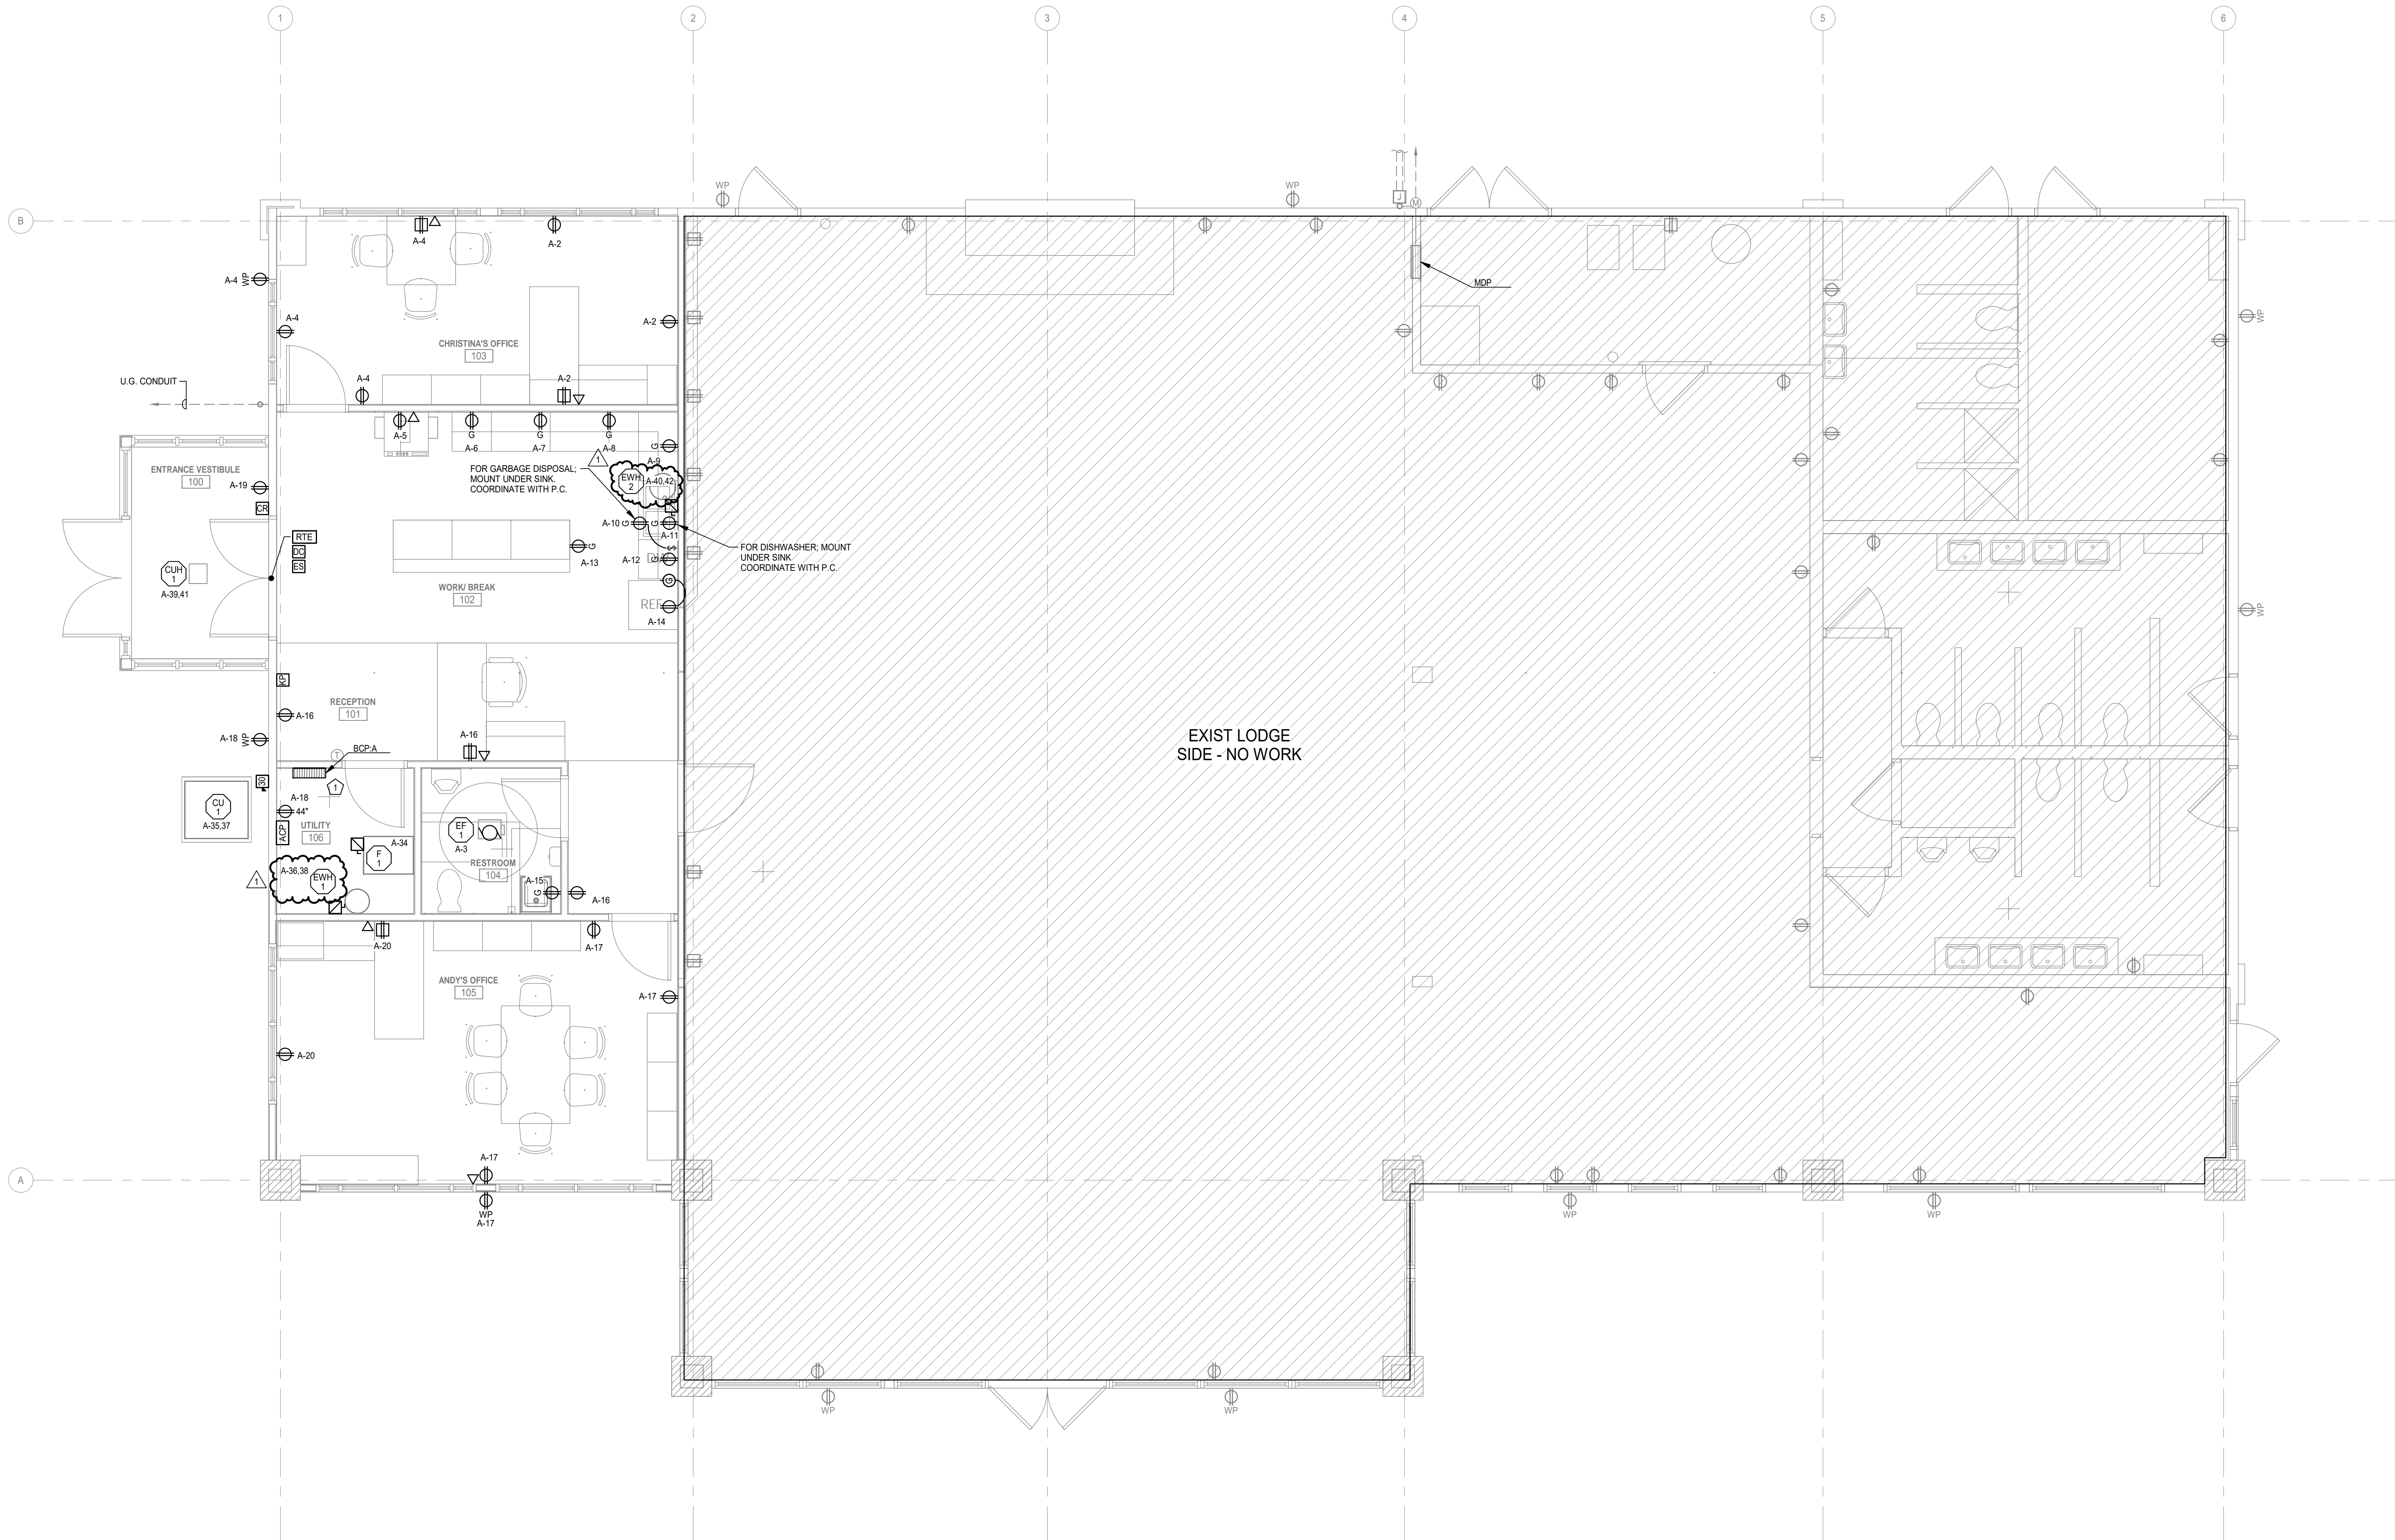 1
2
3
4
5
6
WP
WP
J
M
B
A-4
A-2
WP
A-4
MDP
A-4
A-2
WP
CHRISTINA'S OFFICE
103
U.G. CONDUIT
A-4
A-2
A-5
G
A-6
G
A-7
G
A-8
G
A-9
1
ENTRANCE VESTIBULE
100
FOR GARBAGE DISPOSAL;
MOUNT UNDER SINK.
COORDINATE WITH P.C.
EWH
2
A-40,42
A-19
CR
A-10
G
G
A-11
RTE
DC
ES
FOR DISHWASHER; MOUNT
UNDER SINK
COORDINATE WITH P.C.
$
G
A-13
A-12
G
CUH
1
A-39,41
G
WORK/ BREAK
102
REF.
A-14
WP
KP
RECEPTION
101
A-16
A-18
WP
A-16
EXIST LODGE
SIDE - NO WORK
T
BCP:A
30
1
A-18
44"
CU
1
A-35,37
UTILITY
106
ACP
EF
1
A-3
A-34
F
1
RESTROOM
104
A-36,38
EWH
1
1
A-15
G
A-16
A-20
A-17
ANDY'S OFFICE
105
A-17
A-20
A-17
A
WP
A-17
WP
WP
WP
WP